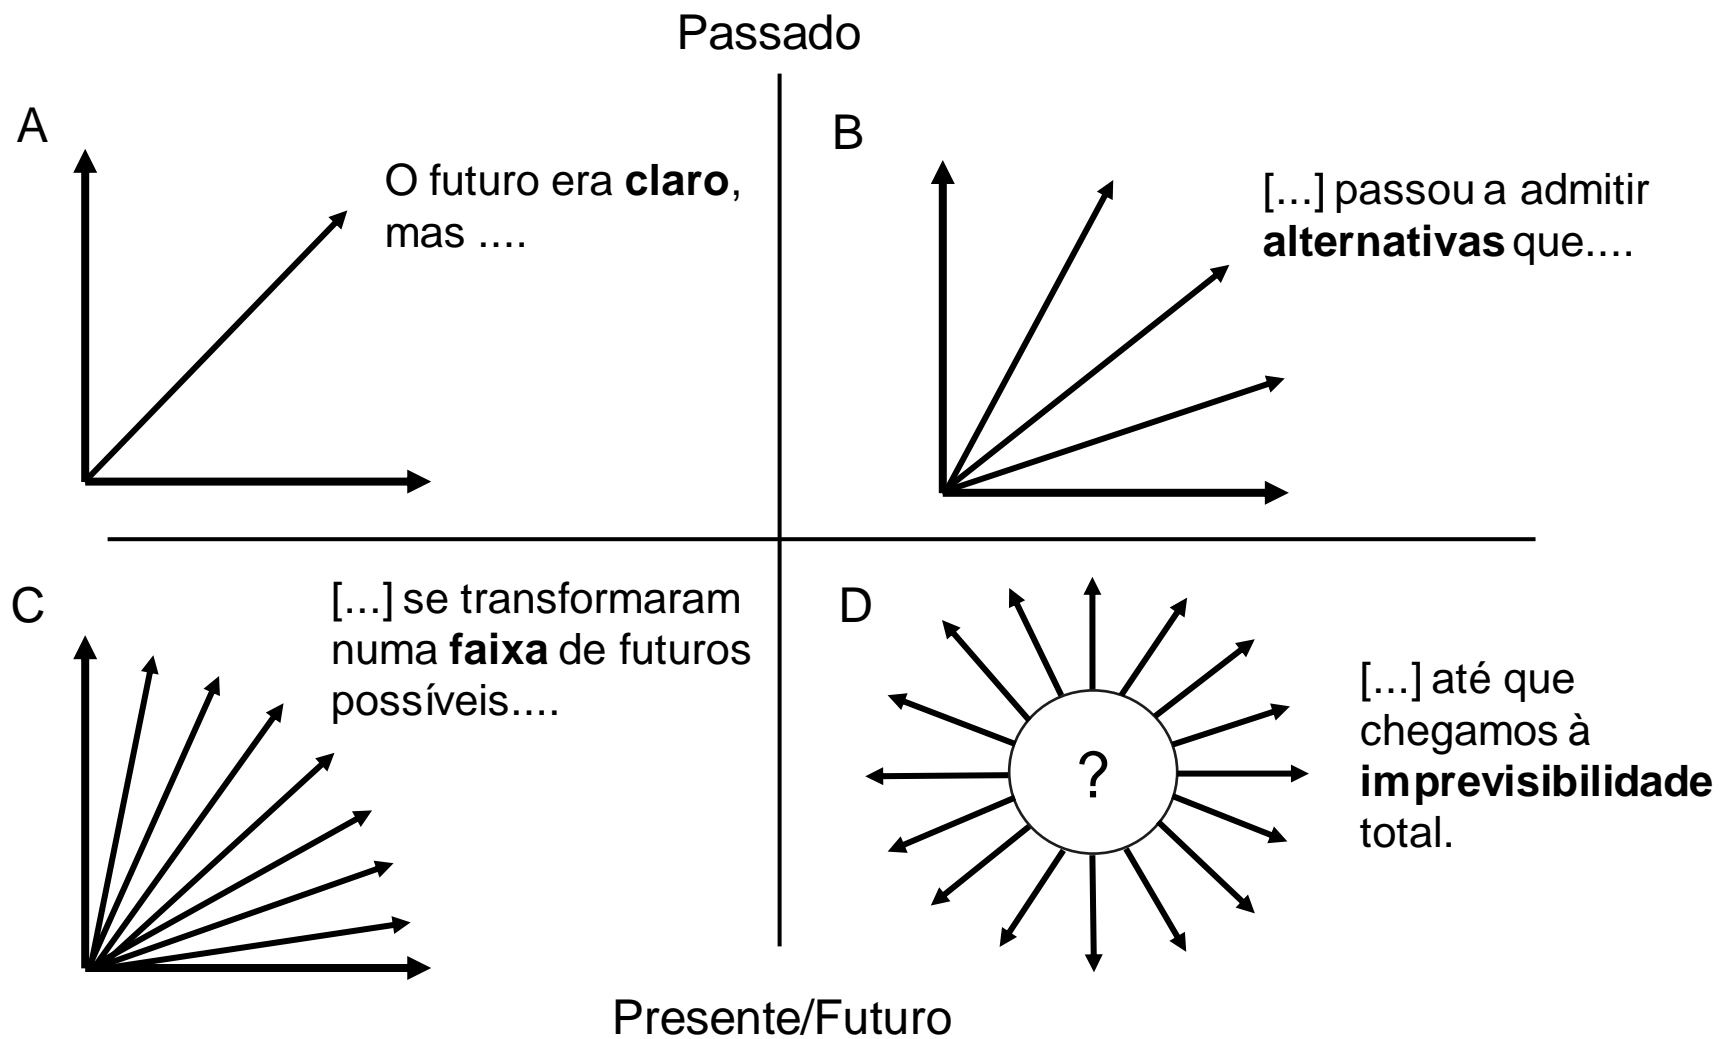 Passado
A
O futuro era claro,
mas ....
B
[...] passou a admitir
alternativas que....
C
[...] se transformaram
numa faixa de futuros
possíveis....
D
?
[...] até que
chegamos à
imprevisibilidade
total.
Presente/Futuro